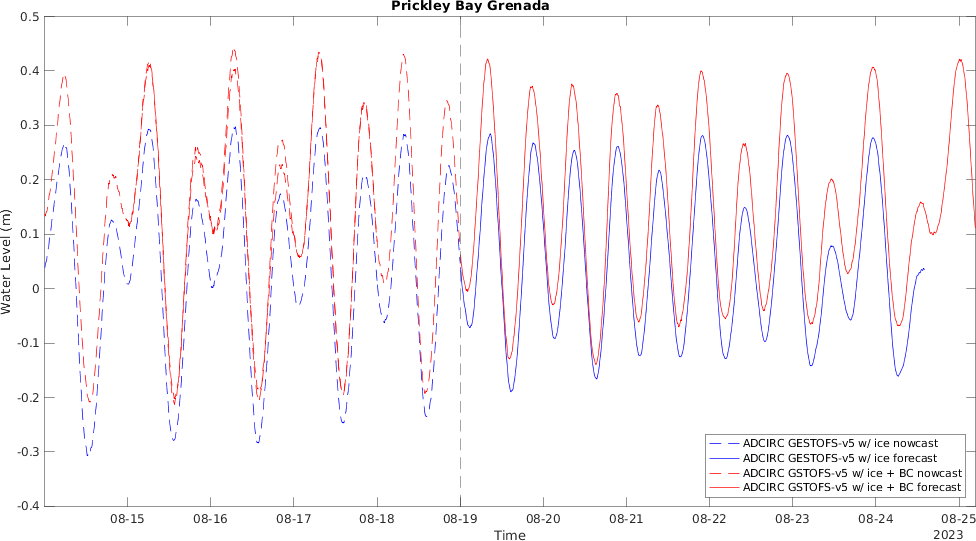 Prickley Bay Grenada
0.5
0.4
0.3
0.2
0.1
0
-0.1
-0.2
-0.3
-0.4
Water Level (m)
08-15 08-16 08-17 08-18 08-19 08-20 08-21 08-22 08-23 08-24 08-25
Time
2023
ADCIRC GESTOFS-v5 w/ ice nowcast
ADCIRC GESTOFS-v5 w/ ice forecast
ADCIRC GSTOFS-v5 w/ ice + BC nowcast
ADCIRC GSTOFS-v5 w/ ice + BC forecast